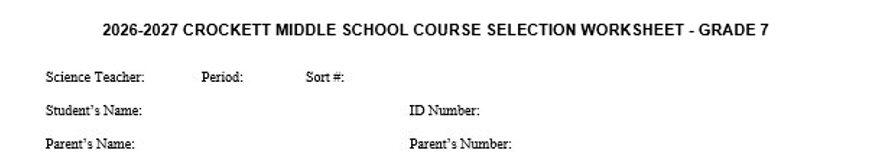 2026-2027 CROCKETT MIDDLE SCHOOL COURSE SELECTION WORKSHEET - GRADE 7
Science Teacher: Period: Sort #:
Student's Name: ID Number:
Parent's Name: Parent's Number: